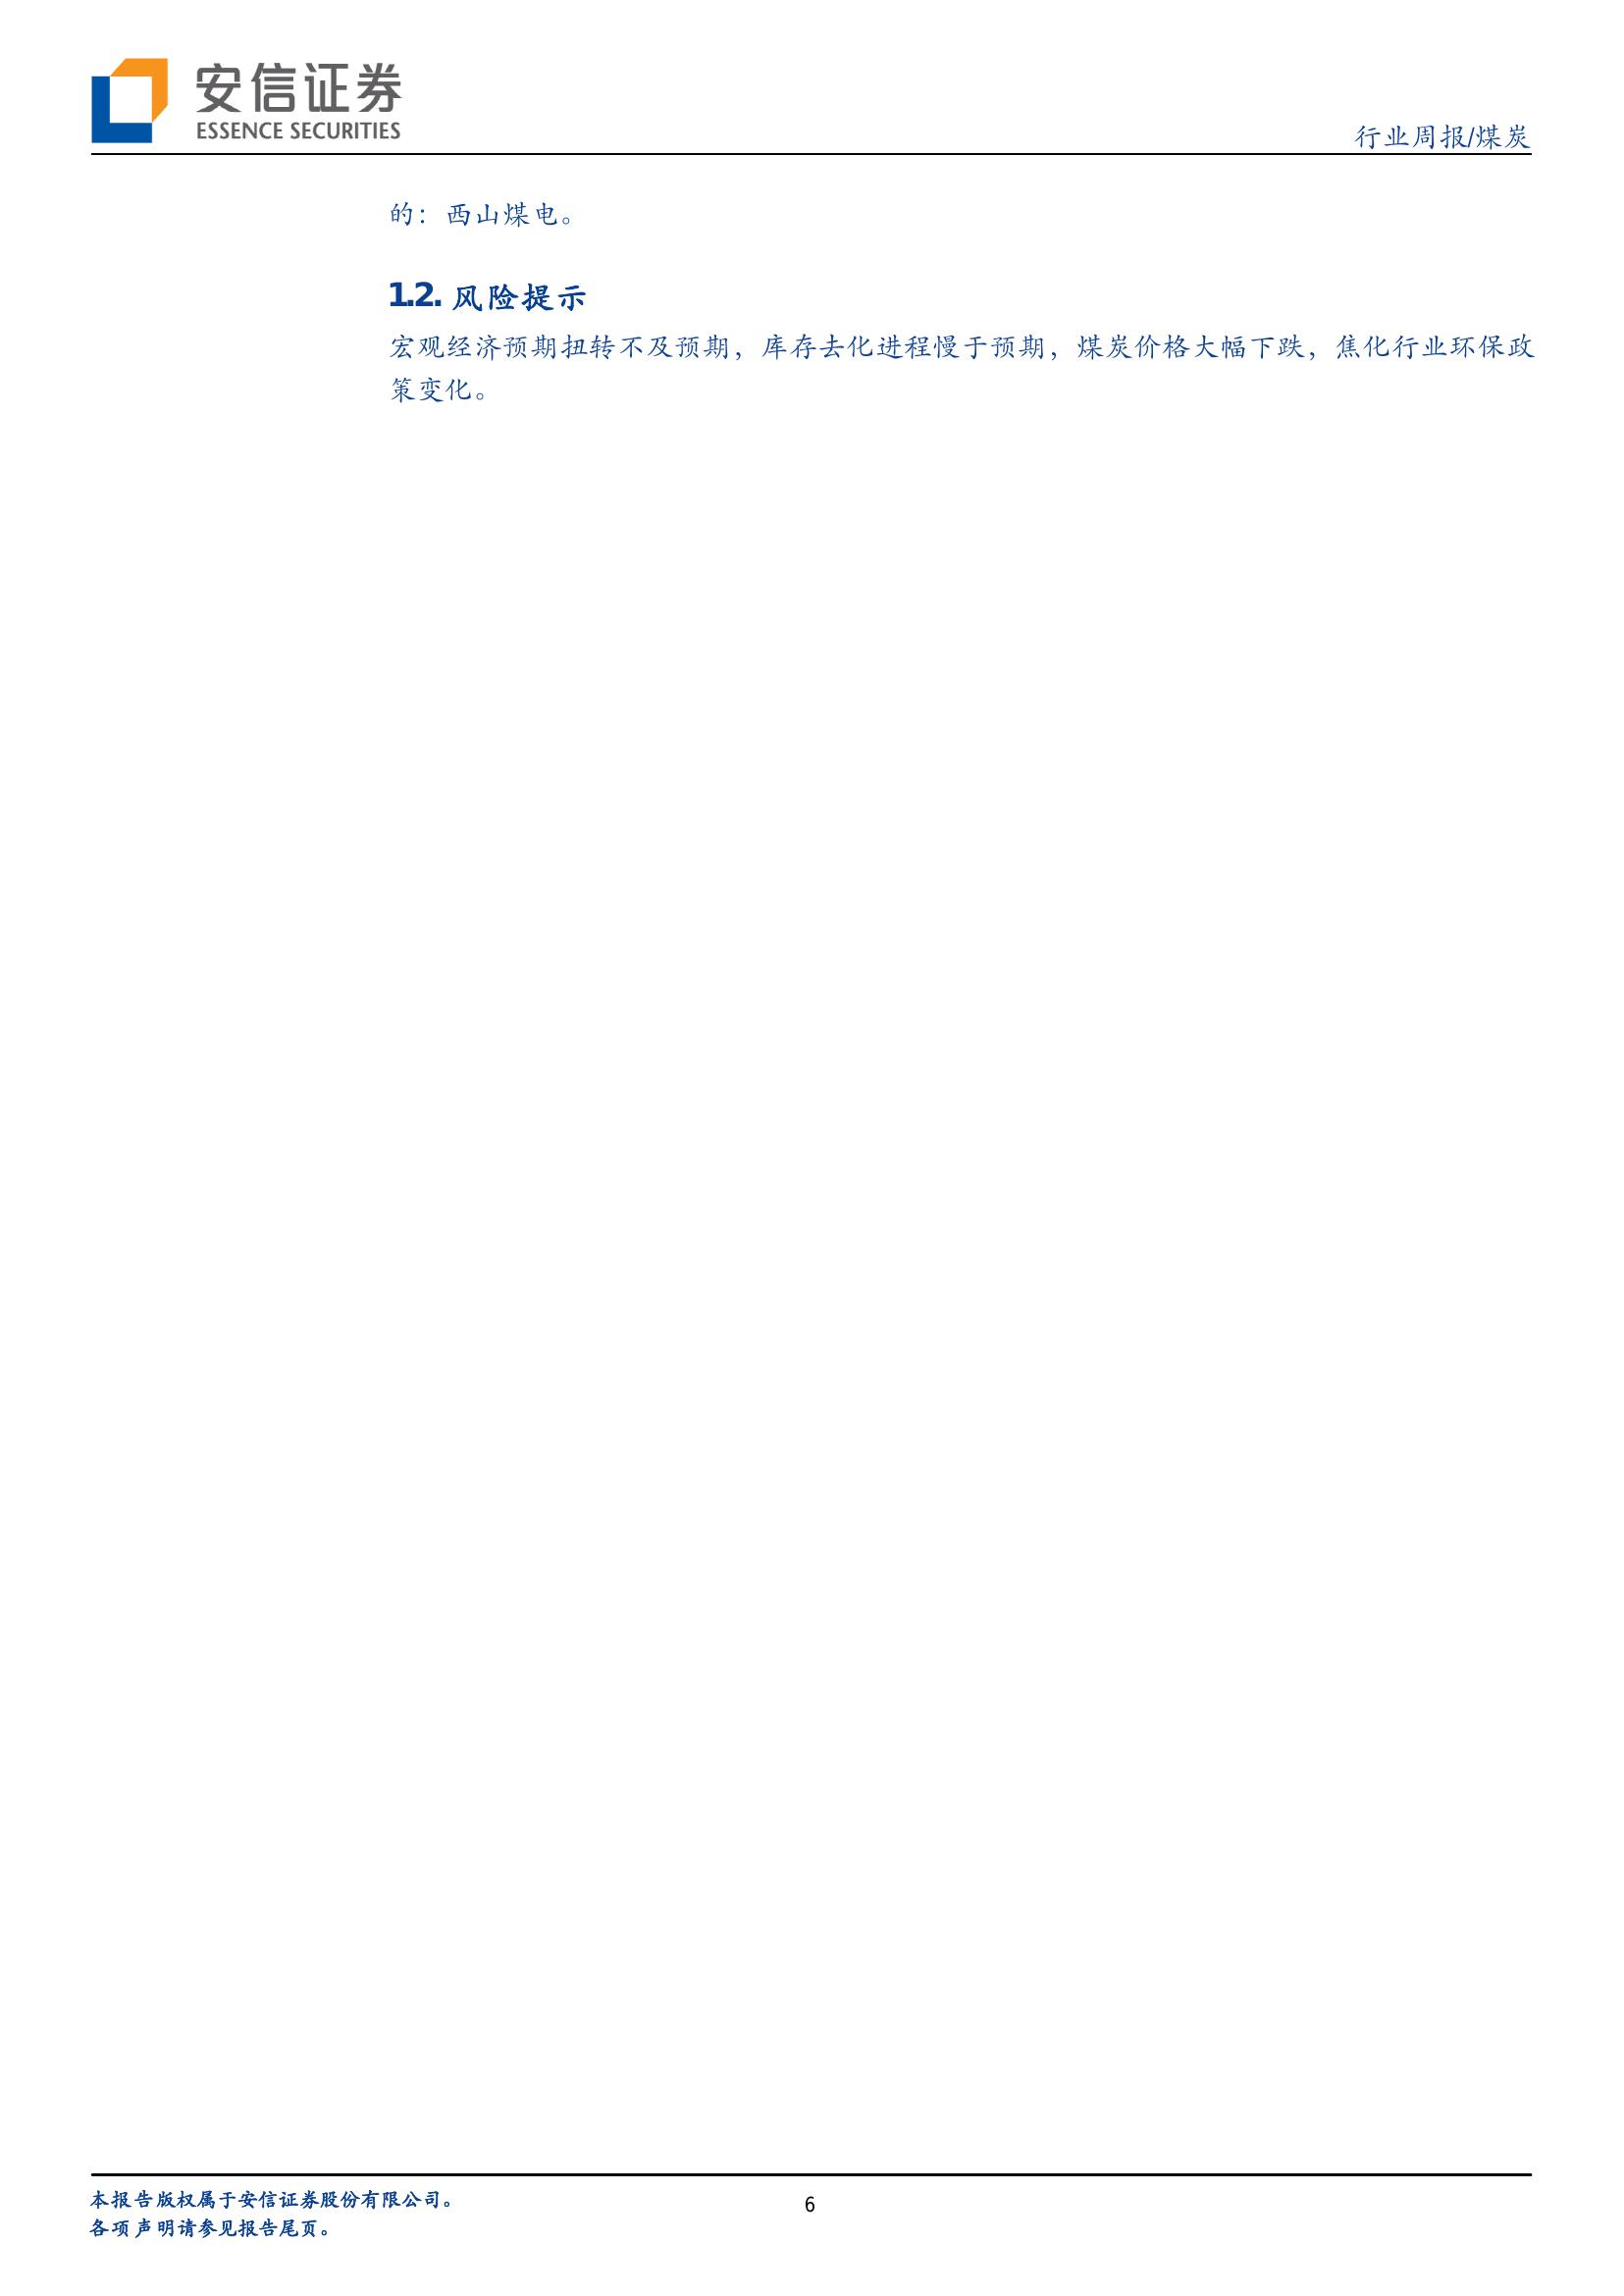 安信证券
ESSENCE SECURITIES
行业周报/煤炭
的：西山煤电。
1.2. 风险提示
宏观经济预期扭转不及预期，库存去化进程慢于预期，煤炭价格大幅下跌，焦化行业环保政
策变化。
本报告版权属于安信证券股份有限公司。
各项声明请参见报告尾页。
6